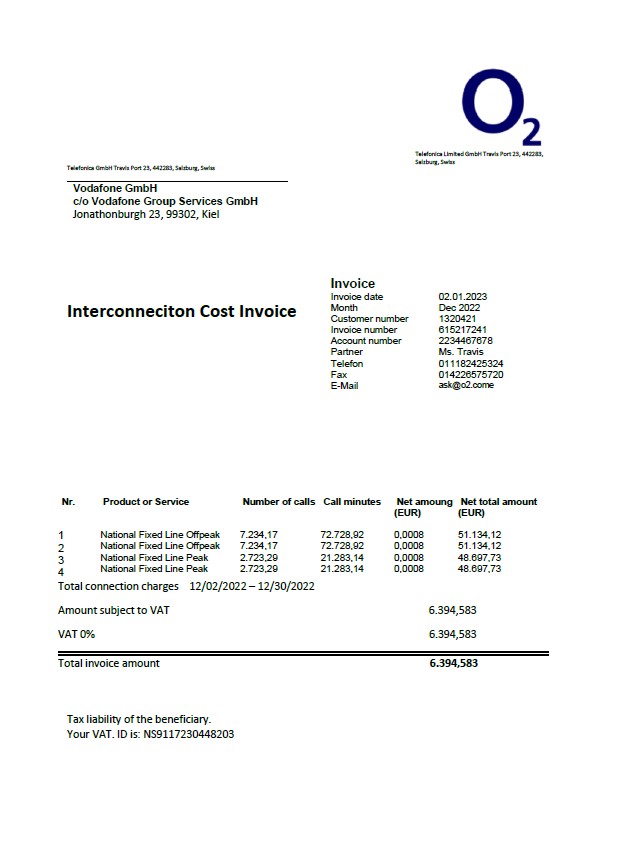 O2
Telefonica Limited GmbH Travis Port 23, 442283,
Salzburg, Swiss
Telefonica GmbH Travis Port 23, 442283, Salzburg, Swiss
Vodafone GmbH
c/o Vodafone Group Services GmbH
Jonathonburgh 23, 99302, Kiel
Interconneciton Cost Invoice
Invoice
Invoice date 02.01.2023
Month Dec 2022
Customer number 1320421
Invoice number 615217241
Account number 2234467678
Partner Ms. Travis
Telefon 011182425324
Fax 014226575720
E-Mail ask@o2.come
Nr. Product or Service Number of calls Call minutes Net amoung (EUR) Net total amount (EUR)
1 National Fixed Line Offpeak 7.234,17 72.728,92 0,0008 51.134,12
2 National Fixed Line Offpeak 7.234,17 72.728,92 0,0008 51.134,12
3 National Fixed Line Peak 2.723,29 21.283,14 0,0008 48.697,73
4 National Fixed Line Peak 2.723,29 21.283,14 0,0008 48.697,73
Total connection charges 12/02/2022 – 12/30/2022
Amount subject to VAT 6.394,583
VAT 0% 6.394,583
Total invoice amount 6.394,583
Tax liability of the beneficiary.
Your VAT. ID is: NS9117230448203